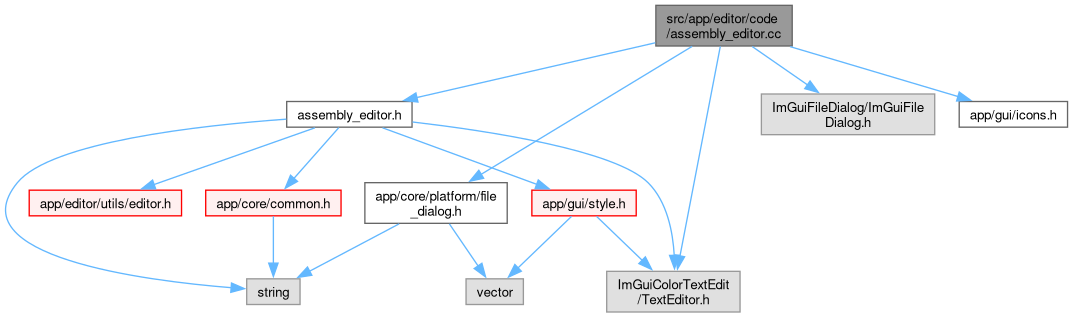 src/app/editor/code
/assembly_editor.cc
assembly_editor.h
ImGuiFileDialog/ImGuiFile
Dialog.h
app/gui/icons.h
app/editor/utils/editor.h
app/core/common.h
app/core/platform/file
_dialog.h
app/gui/style.h
string
vector
ImGuiColorTextEdit
/TextEditor.h